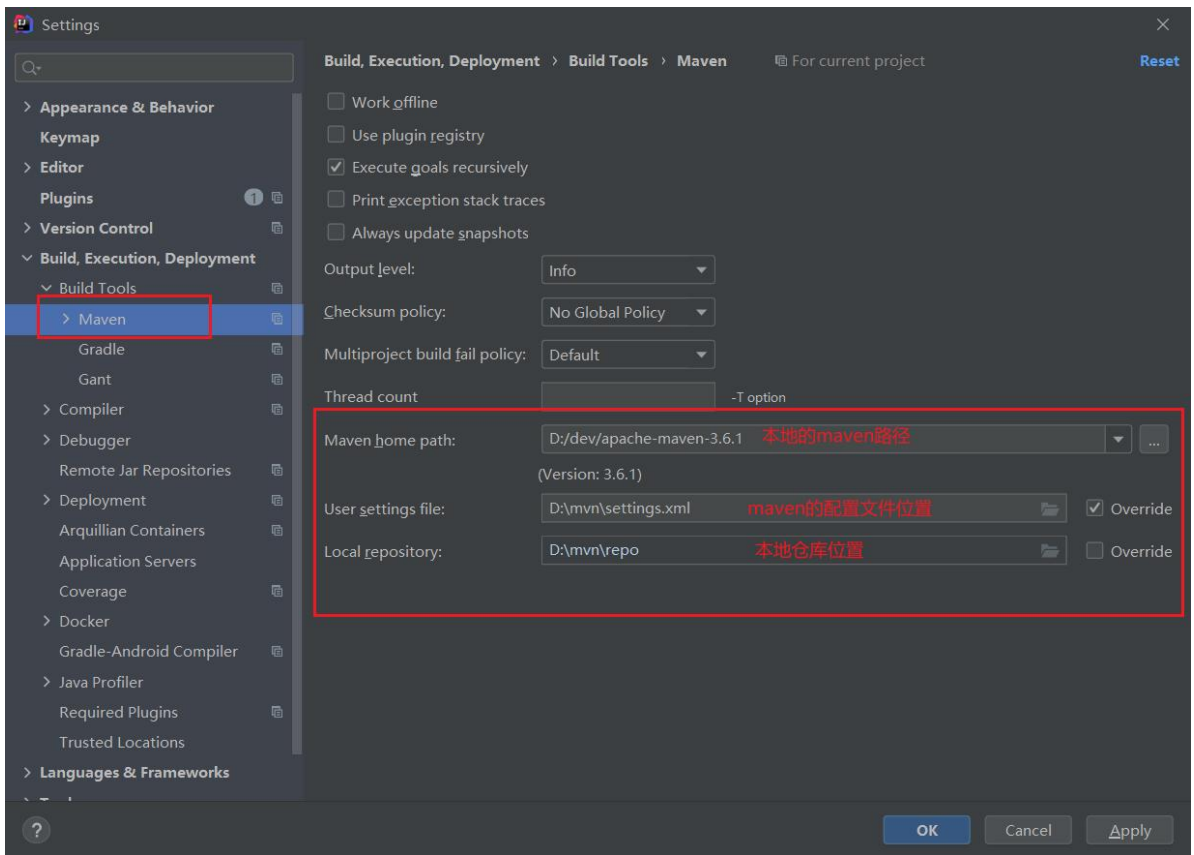 Settings
Build, Execution, Deployment › Build Tools › Maven For current project Reset
Appearance & Behavior
Keymap
Editor
Plugins 1
Version Control
Build, Execution, Deployment
Build Tools
Maven
Gradle
Gant
Compiler
Debugger
Remote Jar Repositories
Deployment
Arquillian Containers
Application Servers
Coverage
Docker
Gradle-Android Compiler
Java Profiler
Required Plugins
Trusted Locations
Languages & Frameworks
Work offline
Use plugin registry
Execute goals recursively
Print exception stack traces
Always update snapshots
Output level: Info
Checksum policy: No Global Policy
Multiproject build fail policy: Default
Thread count -T option
Maven home path: D:/dev/apache-maven-3.6.1 本地的maven路径 ...
(Version: 3.6.1)
User settings file: D:\mvn\settings.xml maven的配置文件位置 Override
Local repository: D:\mvn\repo 本地仓库位置 Override
? OK Cancel Apply